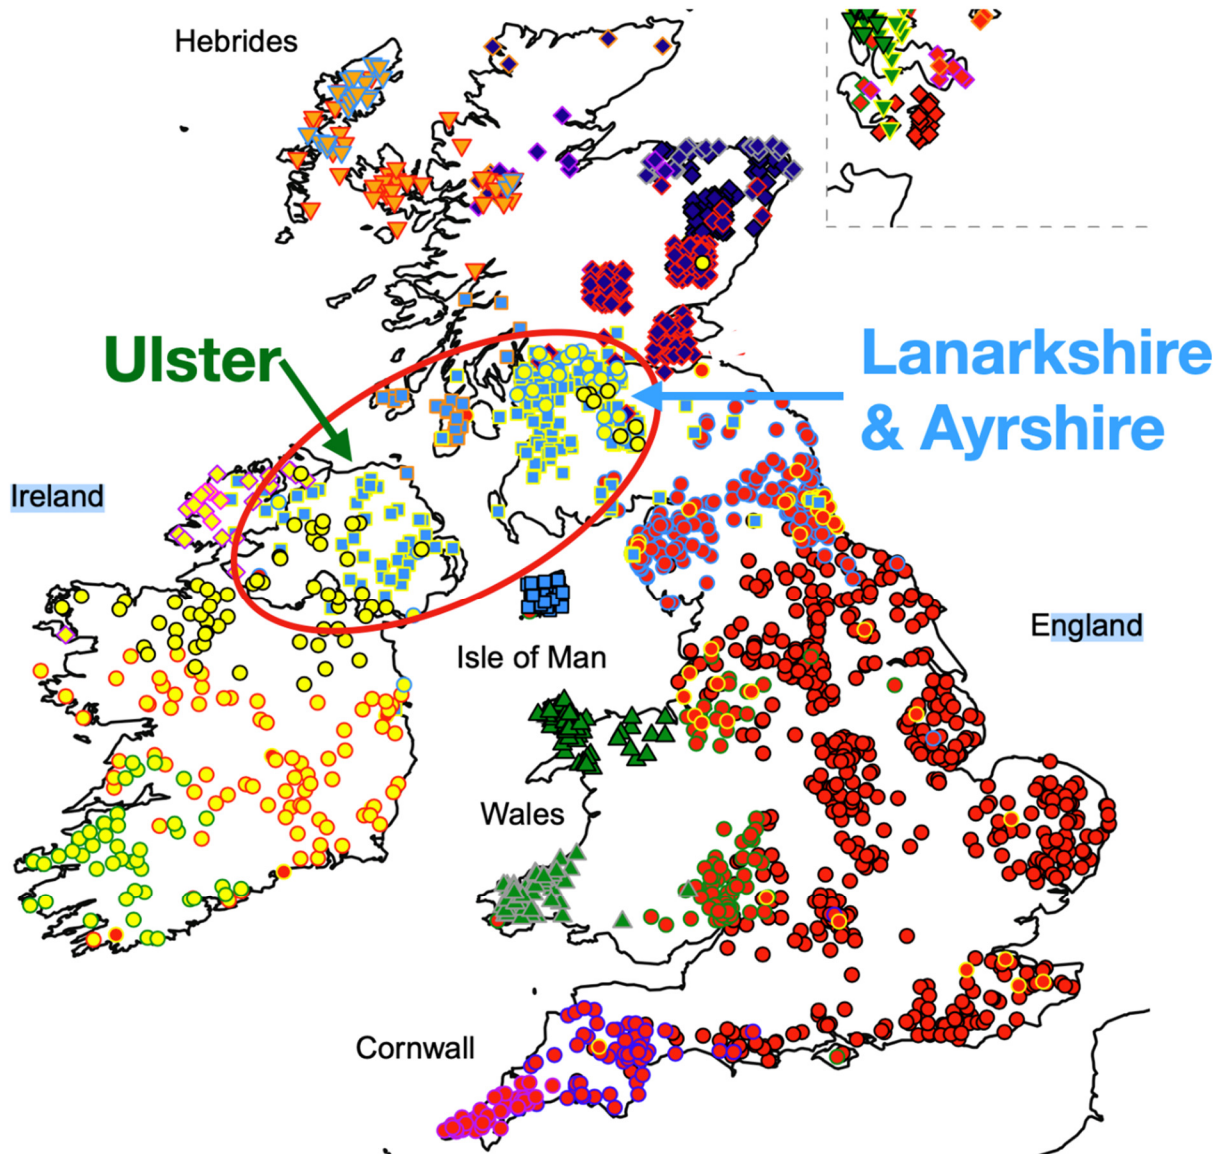 Hebrides
Ulster
Lanarkshire
& Ayrshire
Ireland
England
Isle of Man
Wales
Cornwall